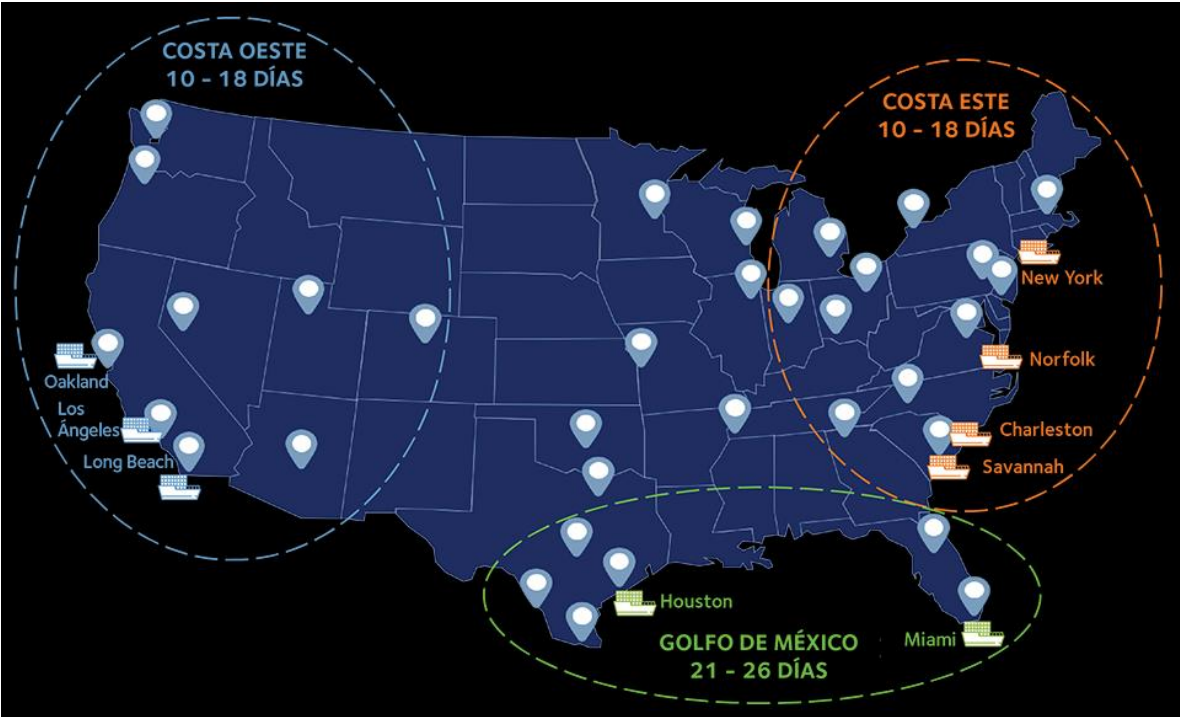 COSTA OESTE
10 - 18 DÍAS
COSTA ESTE
10 - 18 DÍAS
New York
Norfolk
Oakland
Los
Ángeles
Long Beach
Charleston
Savannah
Houston
Miami
GOLFO DE MÉXICO
21 - 26 DÍAS